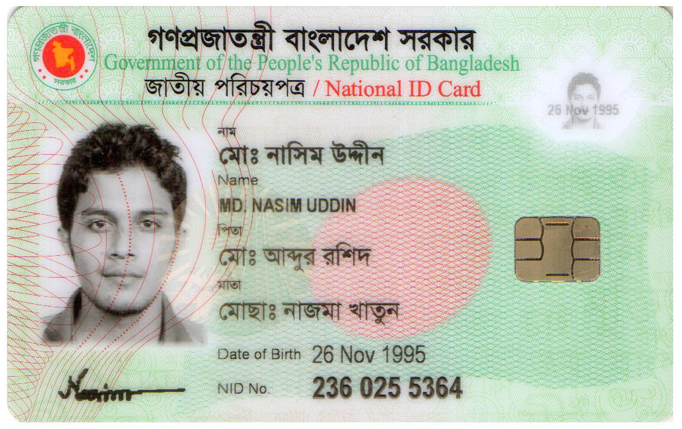 গণপ্রজাতন্ত্রী বাংলাদেশ সরকার
Government of the People's Republic of Bangladesh
জাতীয় পরিচয়পত্র / National ID Card
26 Nov 1995
নাম
মোঃ নাসিম উদ্দীন
Name
MD. NASIM UDDIN
পিতা
মোঃ আব্দুর রশিদ
মাতা
মোছাঃ নাজমা খাতুন
Date of Birth 26 Nov 1995
NID No. 236 025 5364
Nasim